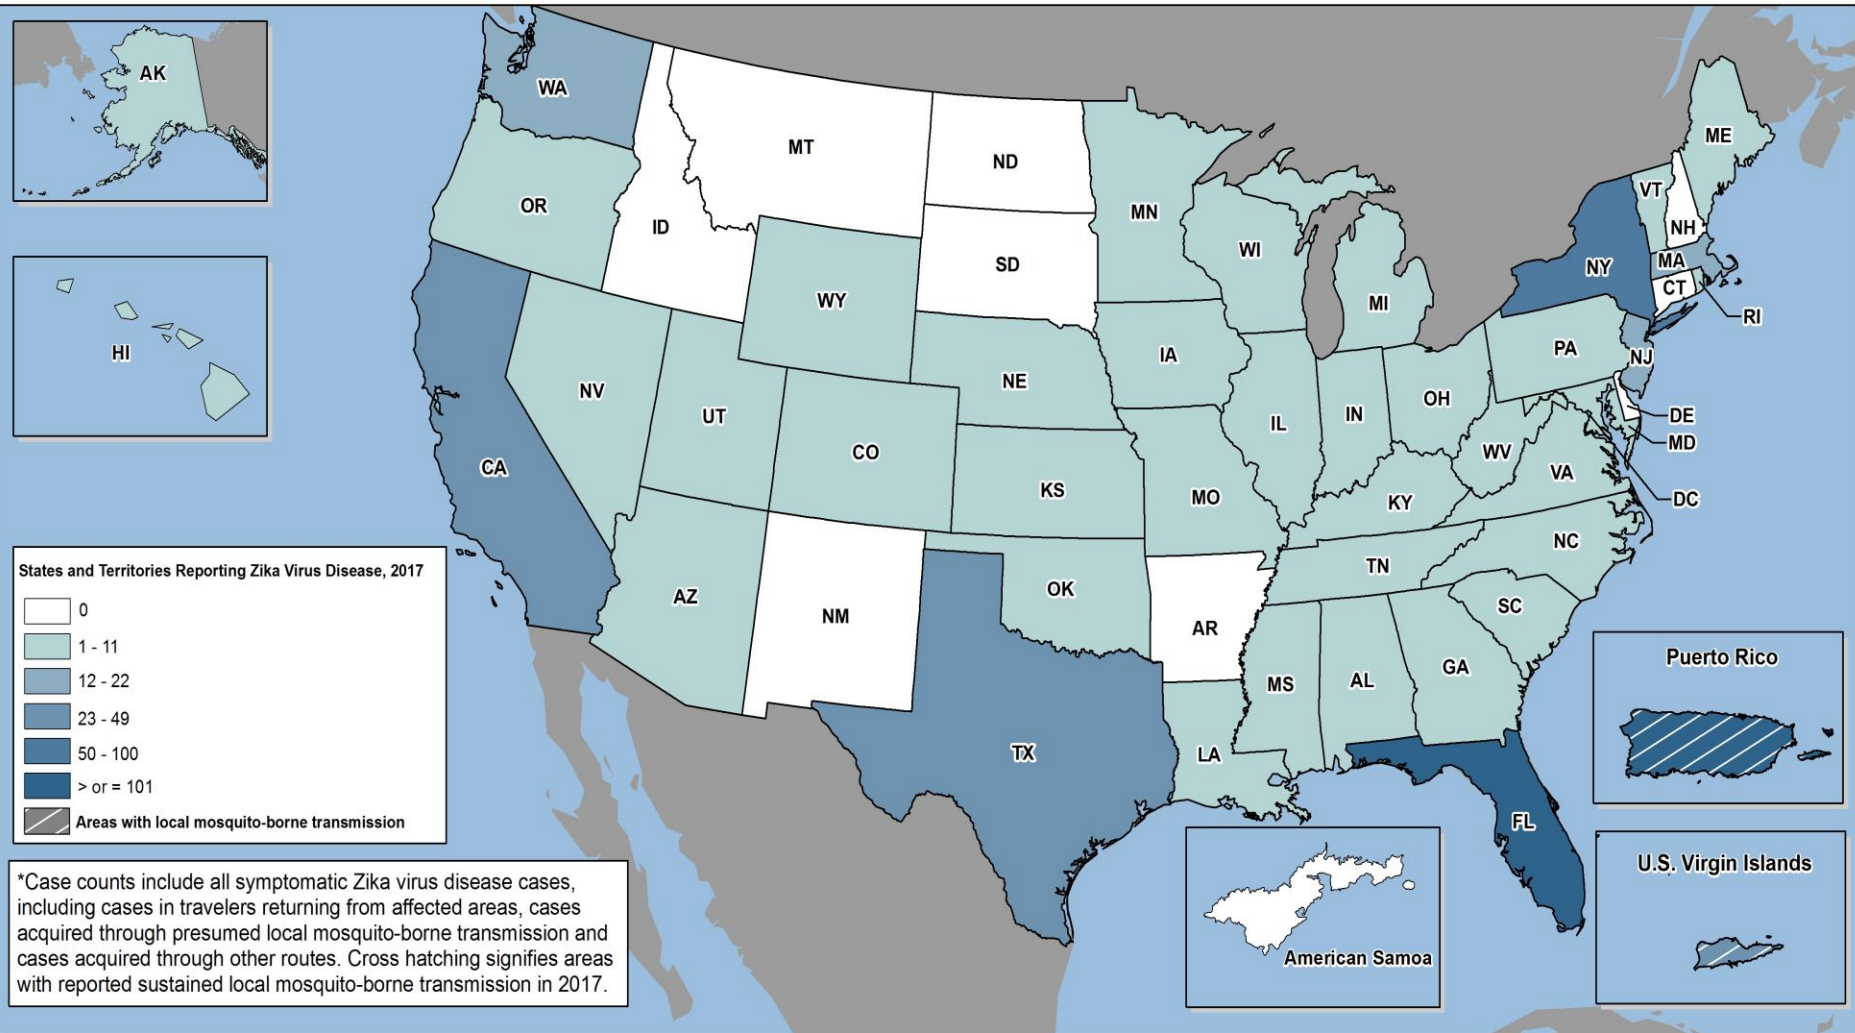 AK
HI
WA
OR
CA
ID
NV
MT
WY
UT
AZ
CO
NM
ND
SD
NE
KS
OK
TX
MN
IA
MO
AR
LA
WI
IL
MS
MI
IN
KY
TN
AL
OH
GA
WV
VA
NC
SC
FL
PA
NY
VT
NH
ME
MA
CT
RI
NJ
DE
MD
DC
States and Territories Reporting Zika Virus Disease, 2017
0
1 - 11
12 - 22
23 - 49
50 - 100
> or = 101
Areas with local mosquito-borne transmission
*Case counts include all symptomatic Zika virus disease cases,
including cases in travelers returning from affected areas, cases
acquired through presumed local mosquito-borne transmission and
cases acquired through other routes. Cross hatching signifies areas
with reported sustained local mosquito-borne transmission in 2017.
American Samoa
Puerto Rico
U.S. Virgin Islands